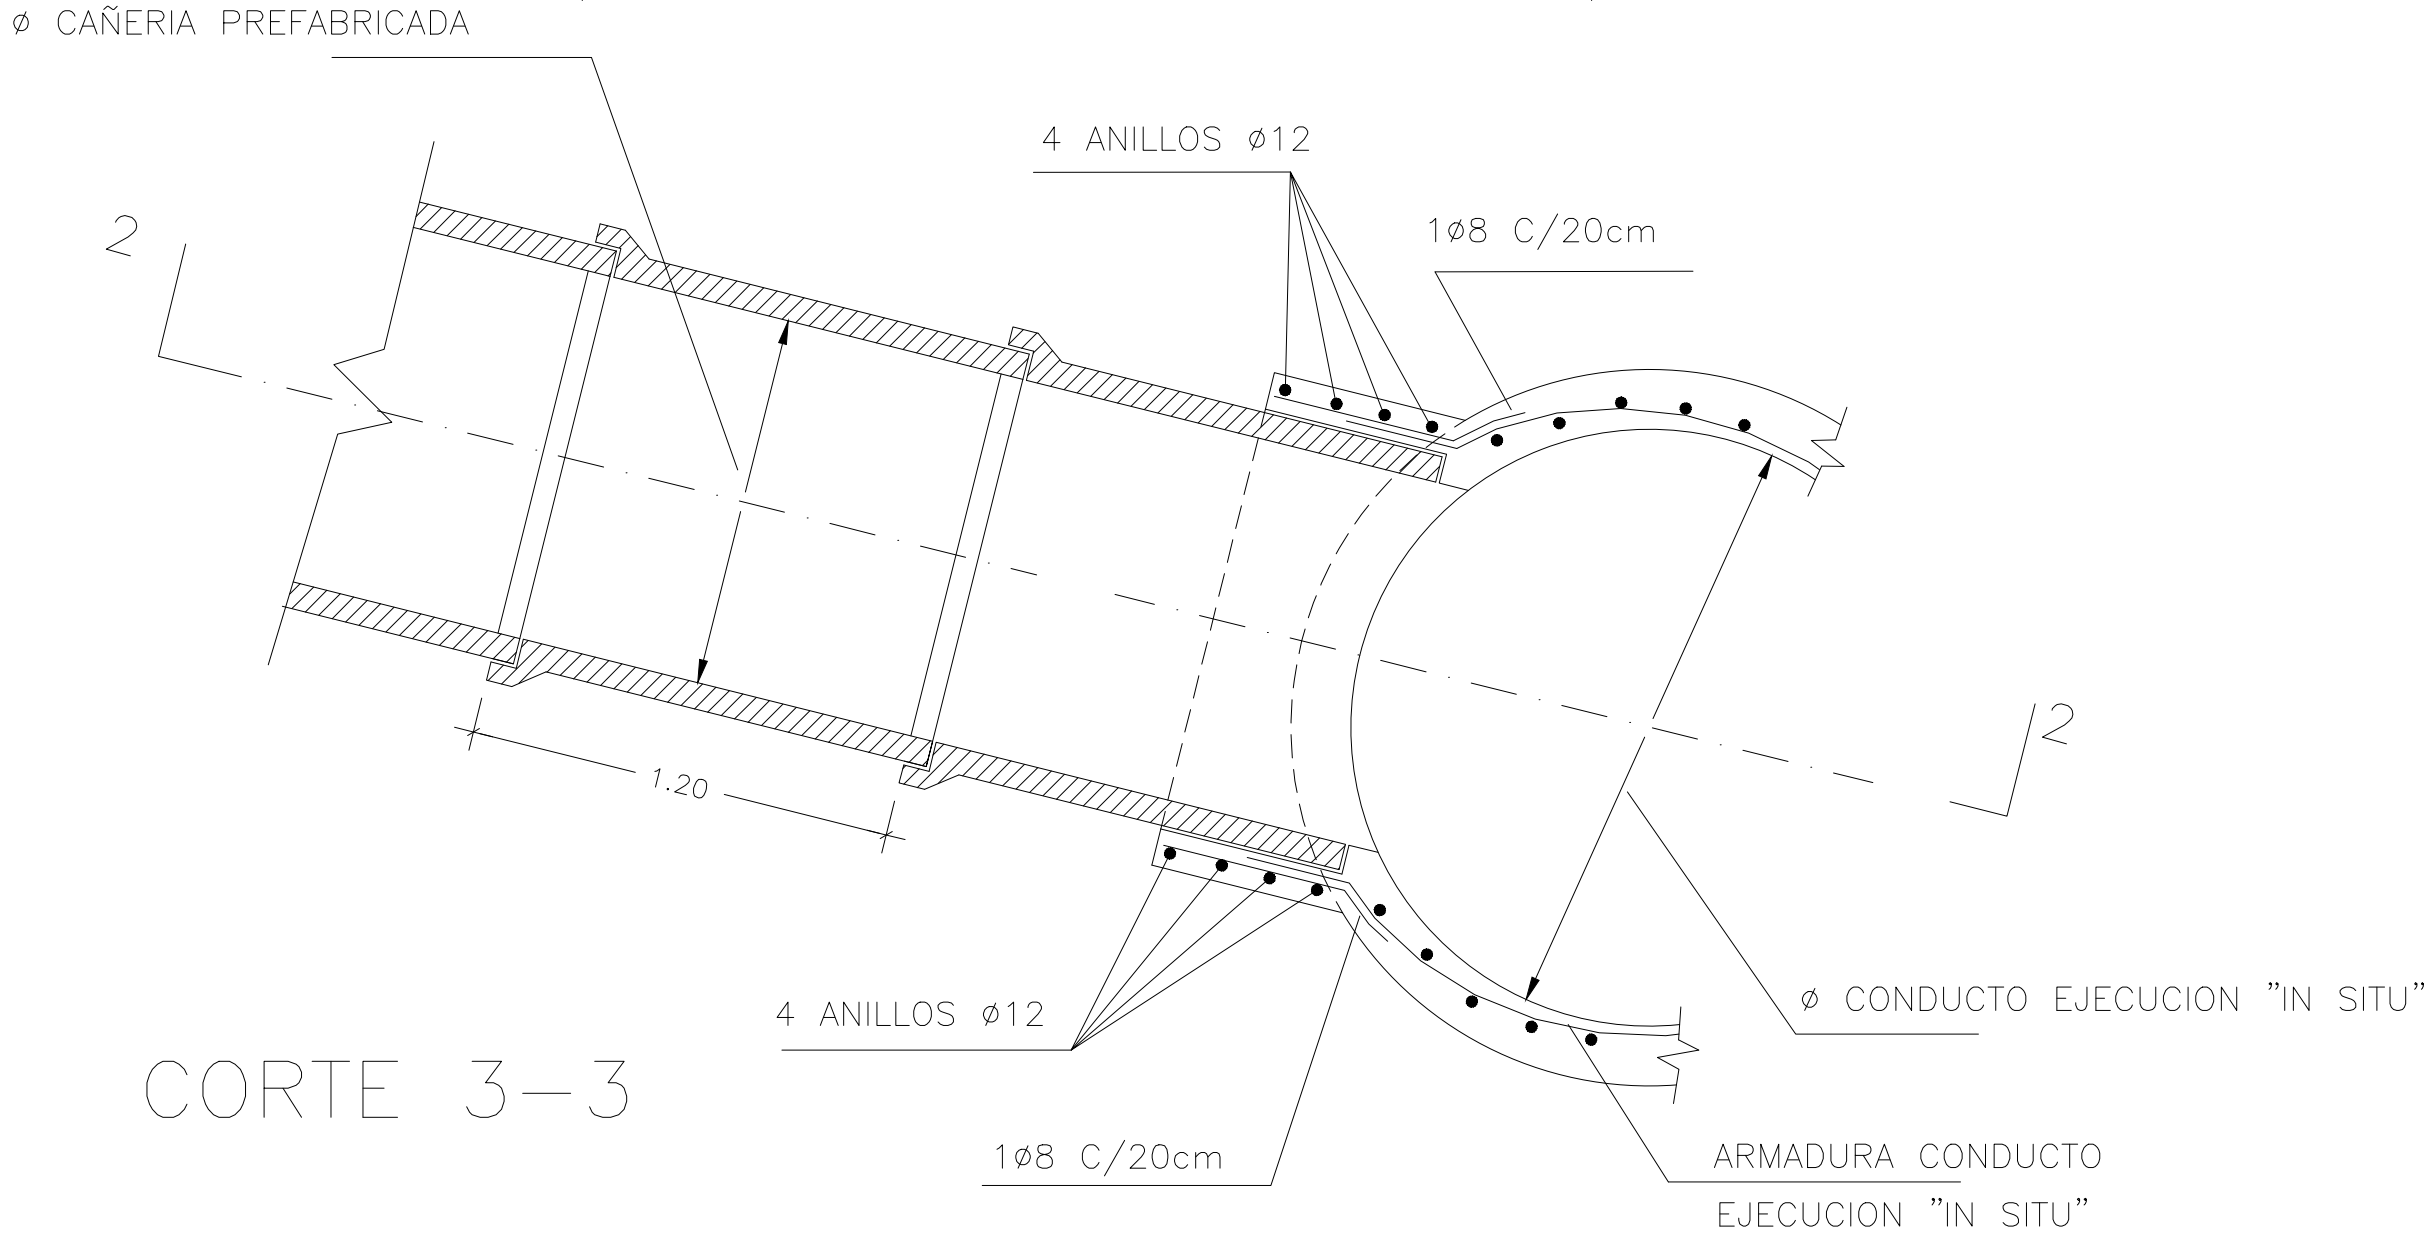 ø CAÑERIA PREFABRICADA
4 ANILLOS ø12
1ø8 C/20cm
2
2
1.20
4 ANILLOS ø12
ø CONDUCTO EJECUCION "IN SITU"
CORTE 3-3
1ø8 C/20cm
ARMADURA CONDUCTO
EJECUCION "IN SITU"